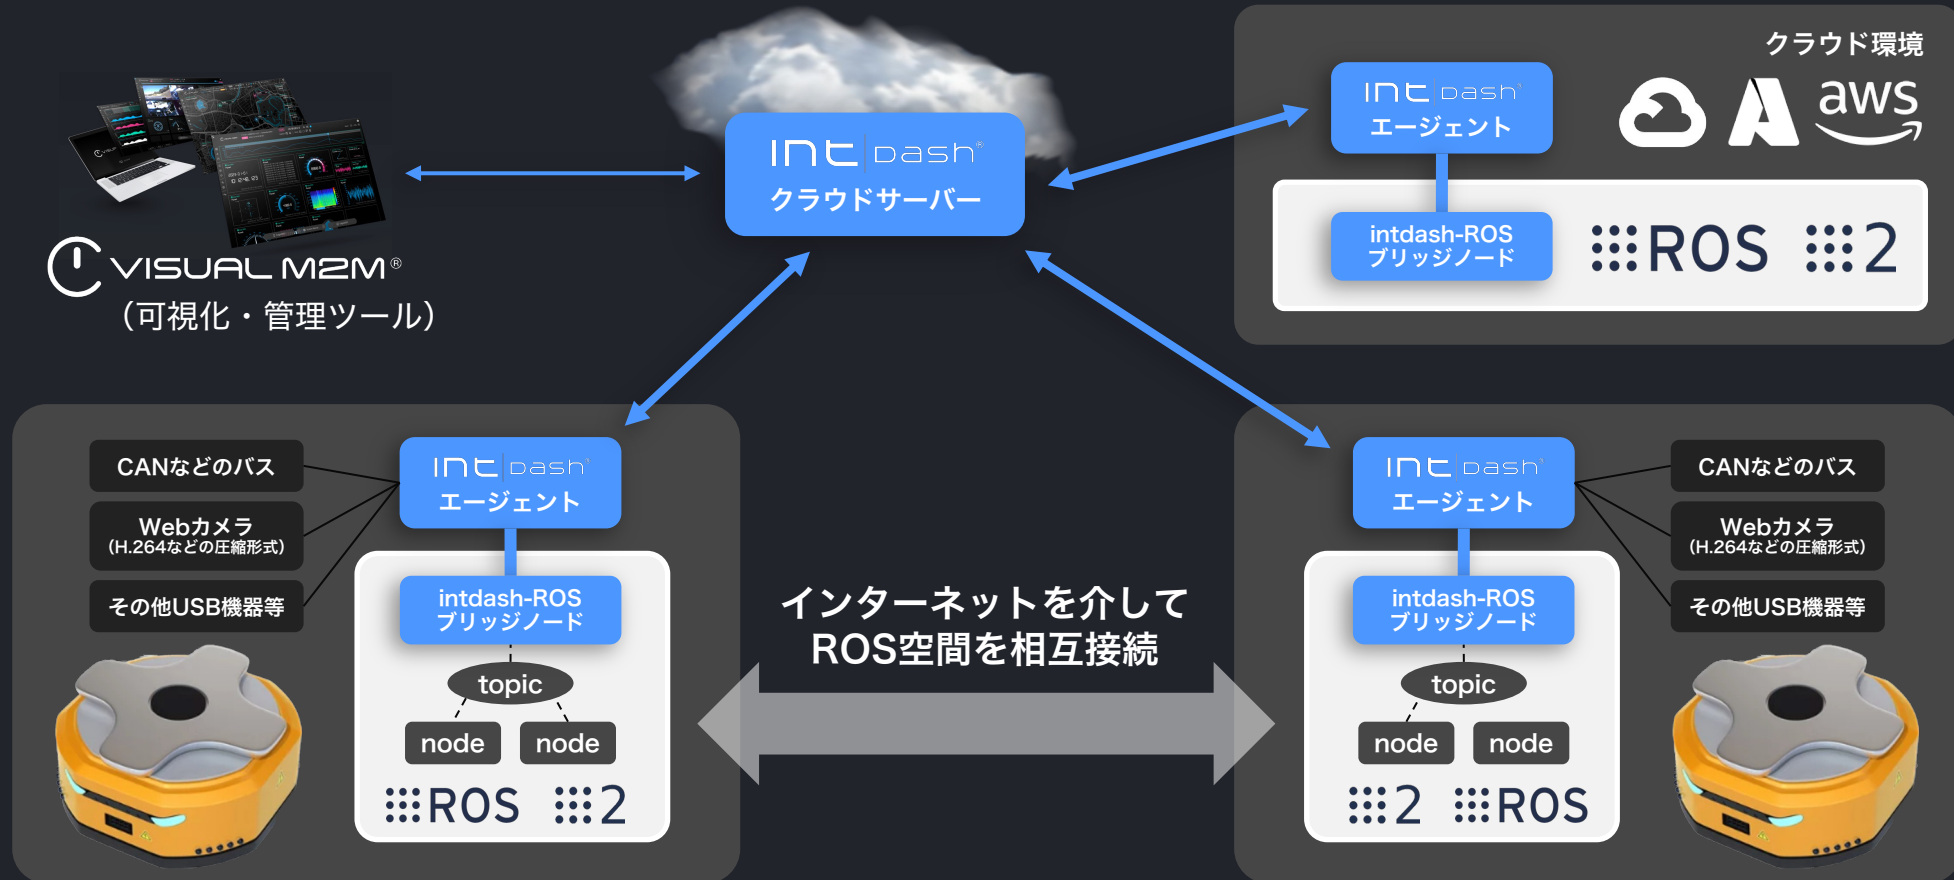 クラウド環境
intdash®
エージェント
aws
intdash-ROS
ブリッジノード
ROS 2
intdash®
クラウドサーバー
VISUAL M2M®
（可視化・管理ツール）
CANなどのバス
Webカメラ
（H.264などの圧縮形式）
その他USB機器等
intdash®
エージェント
intdash-ROS
ブリッジノード
topic
node node
ROS 2
インターネットを介して
ROS空間を相互接続
intdash®
エージェント
intdash-ROS
ブリッジノード
topic
node node
2 ROS
CANなどのバス
Webカメラ
（H.264などの圧縮形式）
その他USB機器等